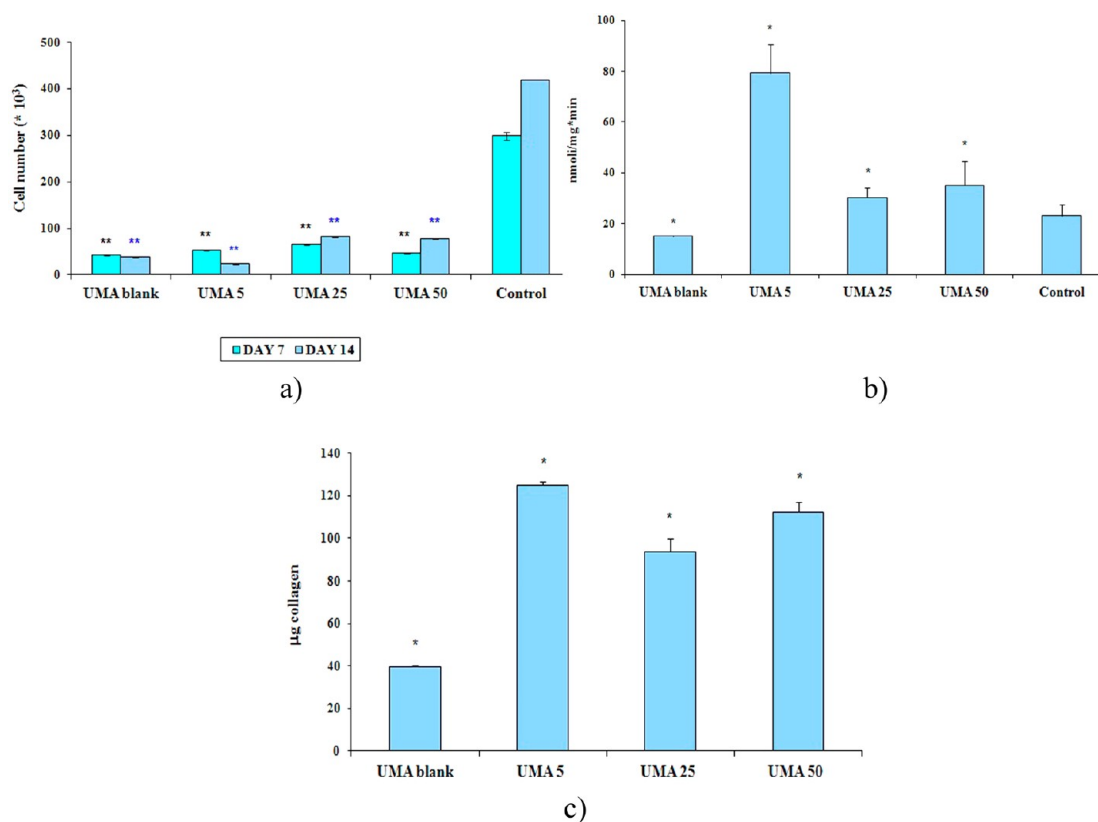 500
400
300
200
100
0
Cell number (* 10³)
** ** ** ** ** ** ** **
UMA blank UMA 5 UMA 25 UMA 50 Control
DAY 7 DAY 14
a)
100
80
60
40
20
0
nmoli/mg*min
* * * *
UMA blank UMA 5 UMA 25 UMA 50 Control
b)
140
120
100
80
60
40
20
0
µg collagen
* * * *
UMA blank UMA 5 UMA 25 UMA 50
c)